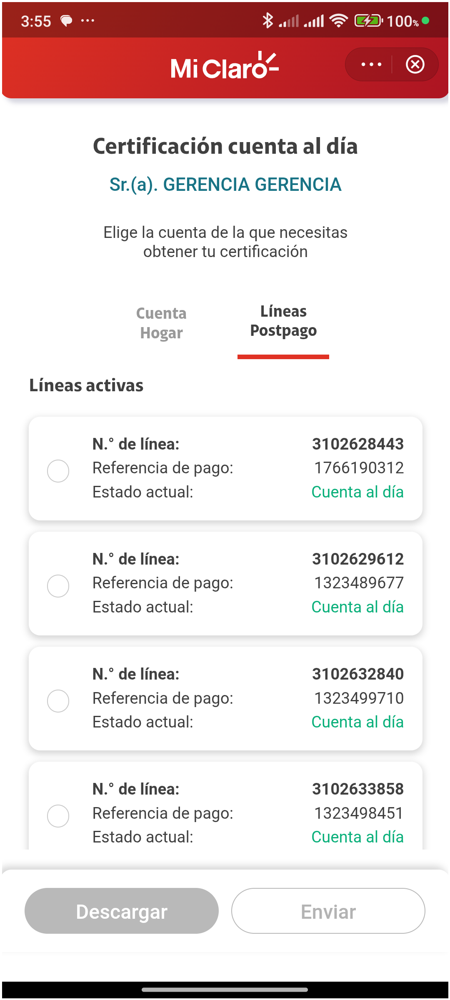 3:55
100%
Mi Claro
Certificación cuenta al día
Sr.(a). GERENCIA GERENCIA
Elige la cuenta de la que necesitas
obtener tu certificación
Cuenta
Hogar
Líneas
Postpago
Líneas activas
N.° de línea: 3102628443
Referencia de pago: 1766190312
Estado actual: Cuenta al día
N.° de línea: 3102629612
Referencia de pago: 1323489677
Estado actual: Cuenta al día
N.° de línea: 3102632840
Referencia de pago: 1323499710
Estado actual: Cuenta al día
N.° de línea: 3102633858
Referencia de pago: 1323498451
Estado actual: Cuenta al día
Descargar
Enviar